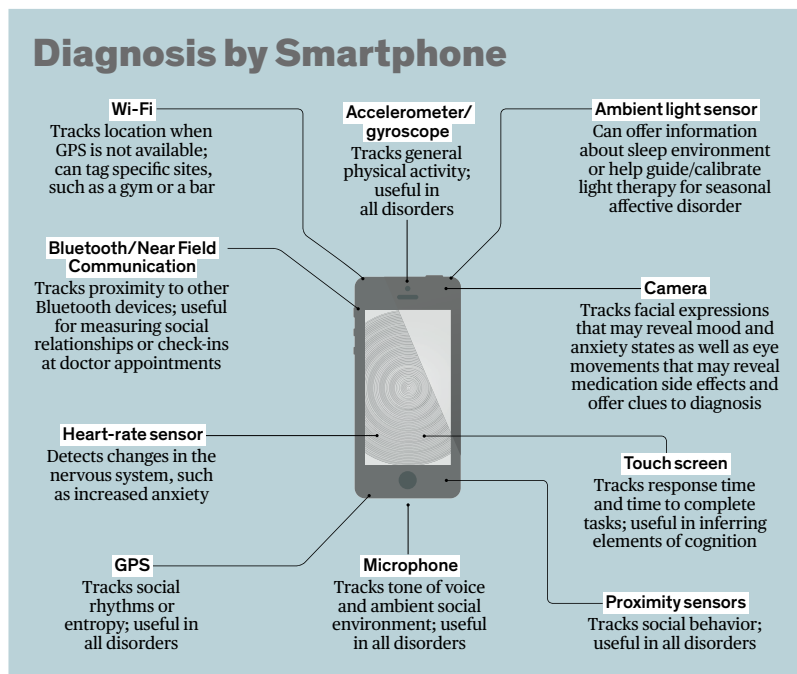 Diagnosis by Smartphone
Wi-Fi
Tracks location when
GPS is not available;
can tag specific sites,
such as a gym or a bar
Accelerometer/
gyroscope
Tracks general
physical activity;
useful in
all disorders
Ambient light sensor
Can offer information
about sleep environment
or help guide/calibrate
light therapy for seasonal
affective disorder
Bluetooth/Near Field
Communication
Tracks proximity to other
Bluetooth devices; useful
for measuring social
relationships or check-ins
at doctor appointments
Camera
Tracks facial expressions
that may reveal mood and
anxiety states as well as eye
movements that may reveal
medication side effects and
offer clues to diagnosis
Heart-rate sensor
Detects changes in the
nervous system, such
as increased anxiety
Touch screen
Tracks response time
and time to complete
tasks; useful in inferring
elements of cognition
GPS
Tracks social
rhythms or
entropy; useful in
all disorders
Microphone
Tracks tone of voice
and ambient social
environment; useful
in all disorders
Proximity sensors
Tracks social behavior;
useful in all disorders